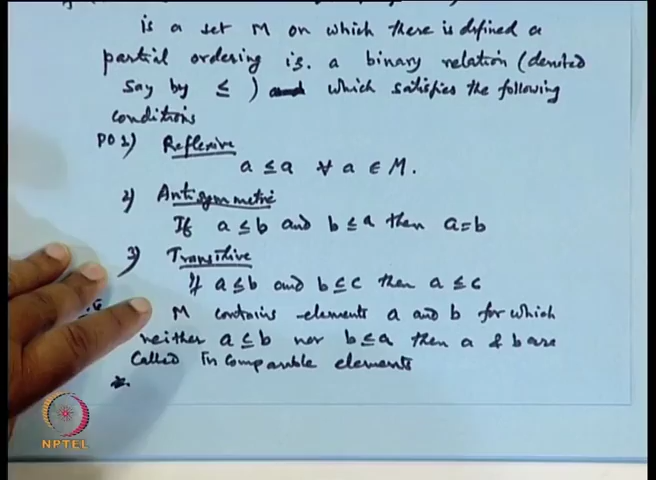 is a set M on which there is defined a
partial ordering is. a binary relation (denoted
say by ≤ ) which satisfies the following
conditions
PO 1) Reflexive
a ≤ a ∀ a ∈ M.
2) Antisymmetric
If a ≤ b and b ≤ a then a = b
3) Transitive
If a ≤ b and b ≤ c then a ≤ c
M contains elements a and b for which
neither a ≤ b nor b ≤ a then a & b are
Called Incomparable elements
*.
NPTEL